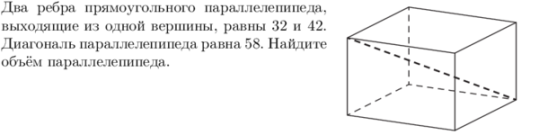 Два ребра прямоугольного параллелепипеда,
выходящие из одной вершины, равны 32 и 42.
Диагональ параллелепипеда равна 58. Найдите
объём параллелепипеда.